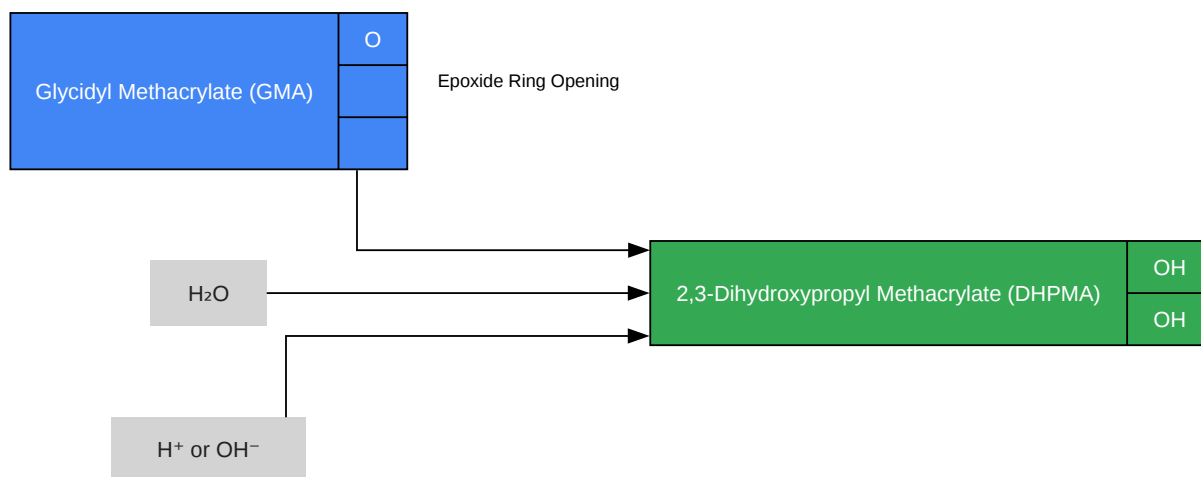 O
Glycidyl Methacrylate (GMA)
Epoxide Ring Opening
H₂O
2,3-Dihydroxypropyl Methacrylate (DHPMA)
OH
OH
H⁺ or OH⁻